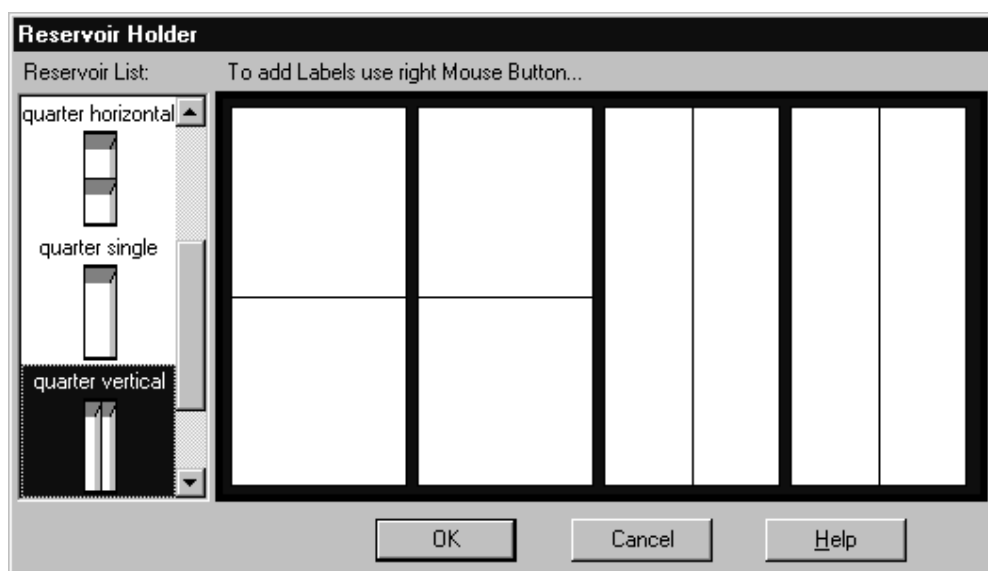 Reservoir Holder
Reservoir List:
To add Labels use right Mouse Button...
quarter horizontal
quarter single
quarter vertical
OK
Cancel
Help